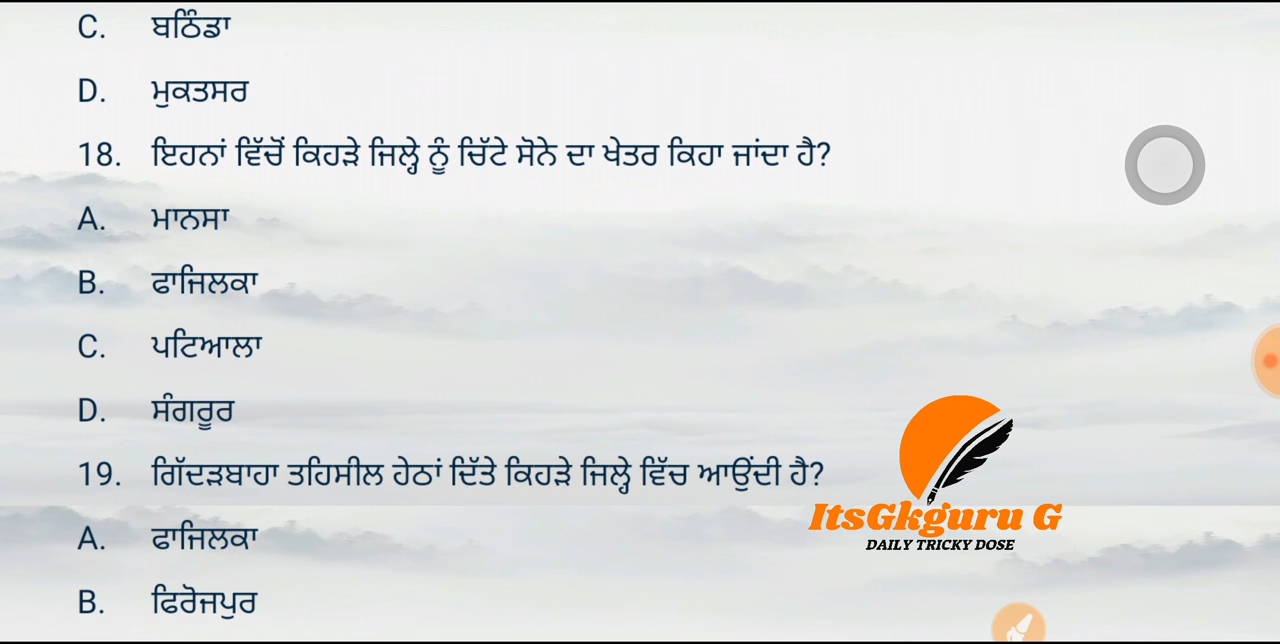 C. ਬਠਿੰਡਾ
D. ਮੁਕਤਸਰ
18. ਇਹਨਾਂ ਵਿੱਚੋਂ ਕਿਹੜੇ ਜਿਲ੍ਹੇ ਨੂੰ ਚਿੱਟੇ ਸੋਨੇ ਦਾ ਖੇਤਰ ਕਿਹਾ ਜਾਂਦਾ ਹੈ?
A. ਮਾਨਸਾ
B. ਫਾਜਿਲਕਾ
C. ਪਟਿਆਲਾ
D. ਸੰਗਰੂਰ
19. ਗਿੱਦੜਬਾਹਾ ਤਹਿਸੀਲ ਹੇਠਾਂ ਦਿੱਤੇ ਕਿਹੜੇ ਜਿਲ੍ਹੇ ਵਿੱਚ ਆਉਂਦੀ ਹੈ?
A. ਫਾਜਿਲਕਾ
B. ਫਿਰੋਜਪੁਰ
ItsGkguru G
DAILY TRICKY DOSE